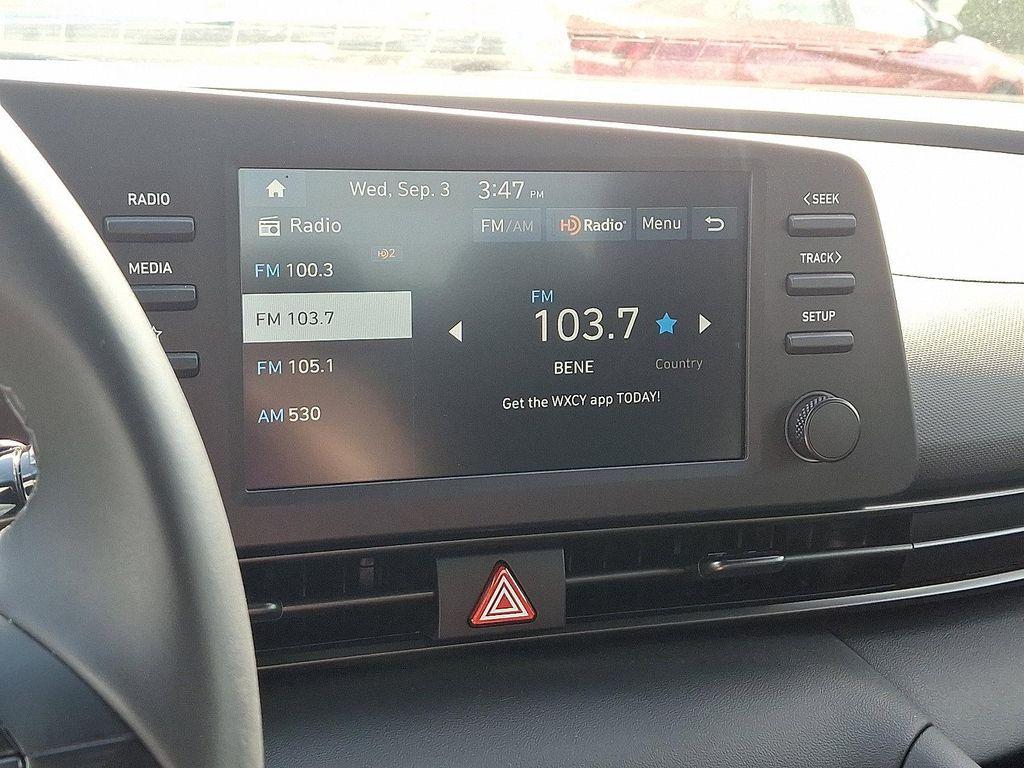 RADIO
MEDIA
Wed, Sep. 3 3:47 PM
Radio FM/AM HD Radio Menu
HD 2
FM 100.3
FM 103.7
FM 105.1
AM 530
FM
103.7
BENE Country
Get the WXCY app TODAY!
<SEEK
TRACK>
SETUP